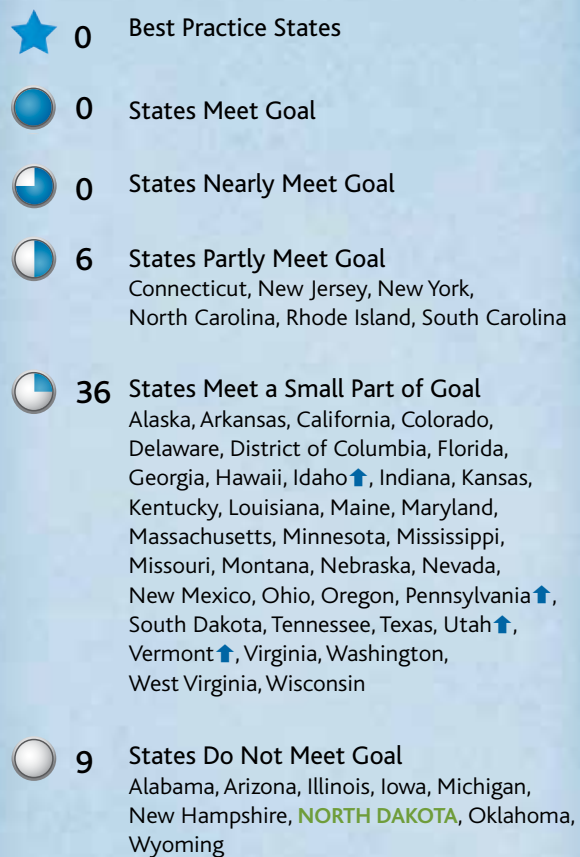 0 Best Practice States
0 States Meet Goal
0 States Nearly Meet Goal
6 States Partly Meet Goal
Connecticut, New Jersey, New York,
North Carolina, Rhode Island, South Carolina
36 States Meet a Small Part of Goal
Alaska, Arkansas, California, Colorado,
Delaware, District of Columbia, Florida,
Georgia, Hawaii, Idaho⬆, Indiana, Kansas,
Kentucky, Louisiana, Maine, Maryland,
Massachusetts, Minnesota, Mississippi,
Missouri, Montana, Nebraska, Nevada,
New Mexico, Ohio, Oregon, Pennsylvania⬆,
South Dakota, Tennessee, Texas, Utah⬆,
Vermont⬆, Virginia, Washington,
West Virginia, Wisconsin
9 States Do Not Meet Goal
Alabama, Arizona, Illinois, Iowa, Michigan,
New Hampshire, NORTH DAKOTA, Oklahoma,
Wyoming